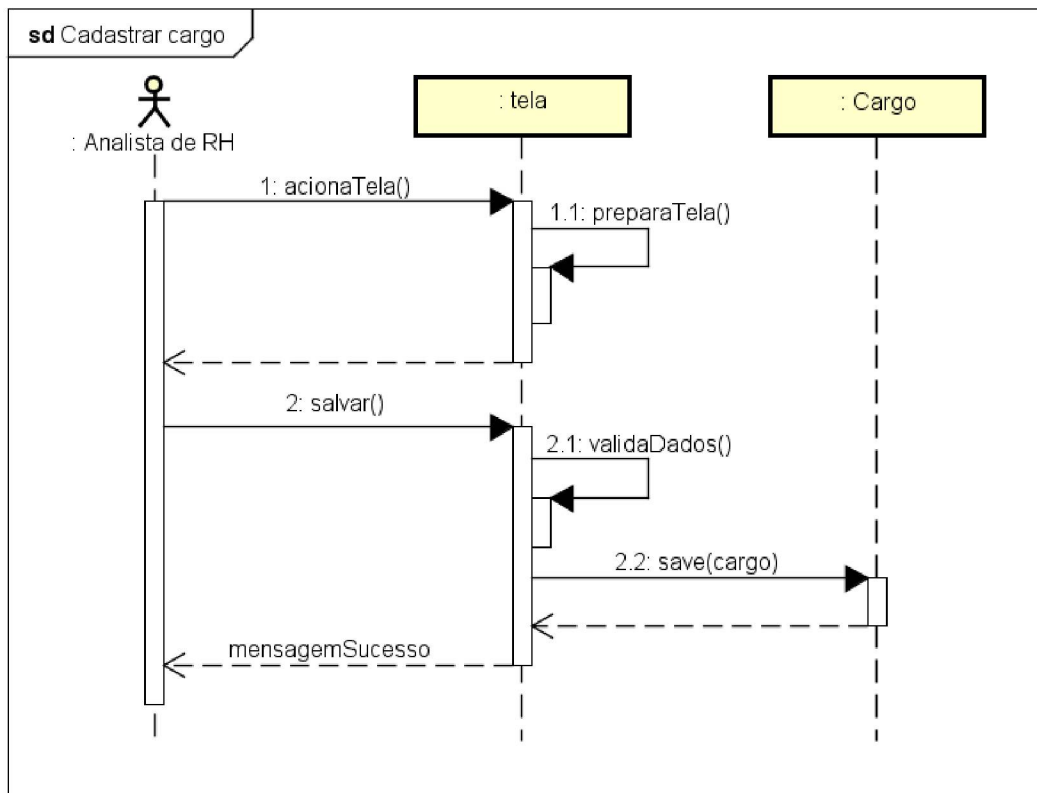 sd Cadastrar cargo
: Analista de RH
: tela
: Cargo
1: acionaTela()
1.1: preparaTela()
2: salvar()
2.1: validaDados()
2.2: save(cargo)
mensagemSucesso